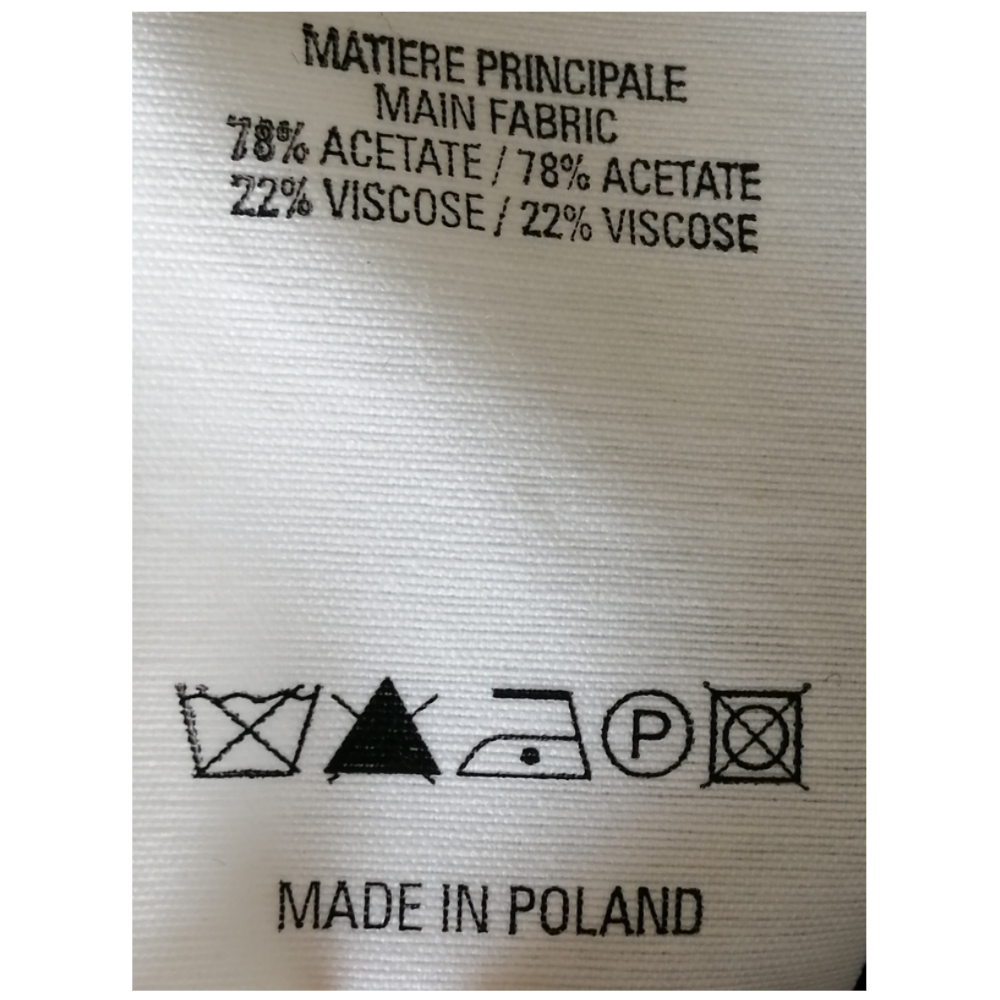 MATIERE PRINCIPALE
MAIN FABRIC
78% ACETATE / 78% ACETATE
22% VISCOSE / 22% VISCOSE
P
MADE IN POLAND